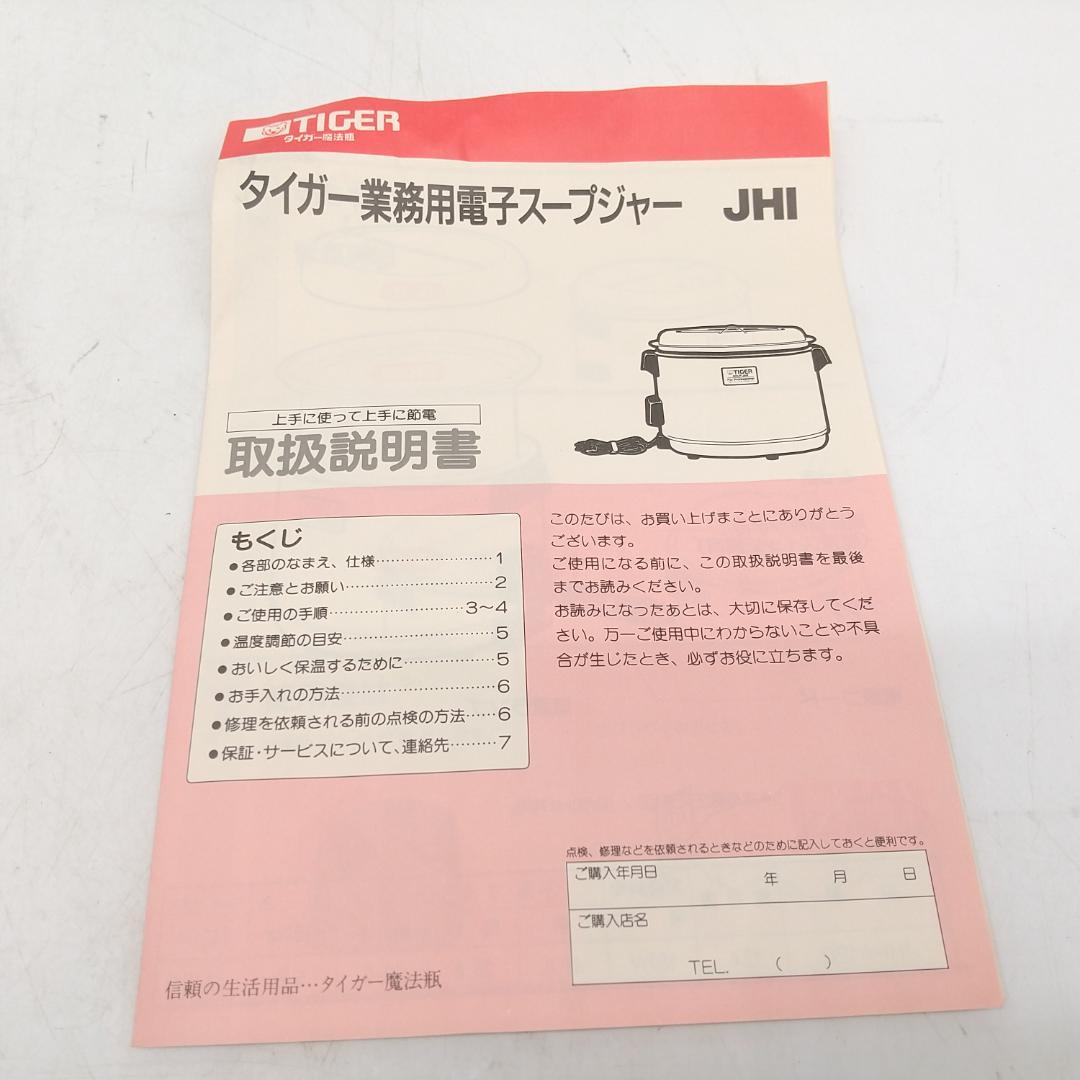 TIGER
タイガー魔法瓶
タイガー業務用電子スープジャー JHI
TIGER
上手に使って上手に節電
取扱説明書
もくじ
●各部のなまえ、仕様……………………1
●ご注意とお願い…………………………2
●ご使用の手順………………………3〜4
●温度調節の目安…………………………5
●おいしく保温するために………………5
●お手入れの方法…………………………6
●修理を依頼される前の点検の方法……6
●保証・サービスについて、連絡先………7
このたびは、お買い上げまことにありがとう
ございます。
ご使用になる前に、この取扱説明書を最後
までお読みください。
お読みになったあとは、大切に保存してくだ
さい。万一ご使用中にわからないことや不具
合が生じたとき、必ずお役に立ちます。
点検、修理などを依頼されるときなどのために記入しておくと便利です。
ご購入年月日 年 月 日
ご購入店名
TEL. ( )
信頼の生活用品…タイガー魔法瓶